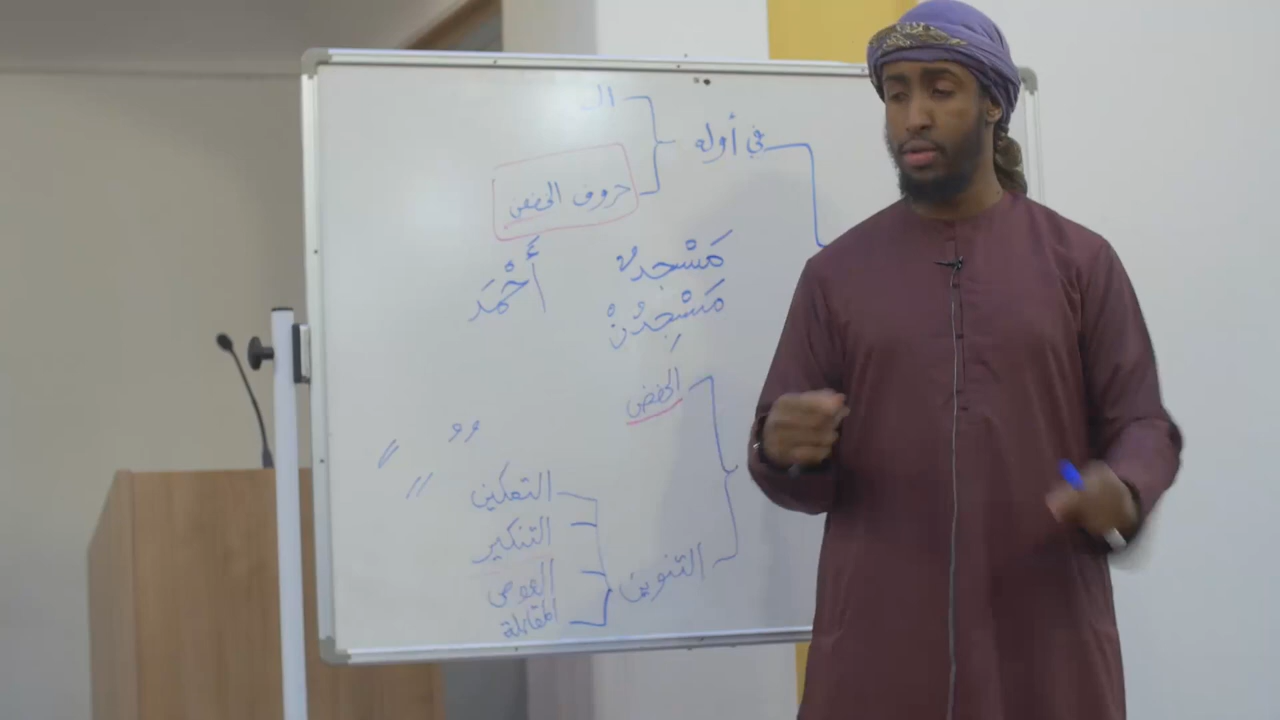 ال
في أوله
حروف الخفض
مَسْجِدٌ
أَحْمَد
مَسْجِدُنْ
الخفض
التمكين
التنكير
التنوين
العوض
المقابلة